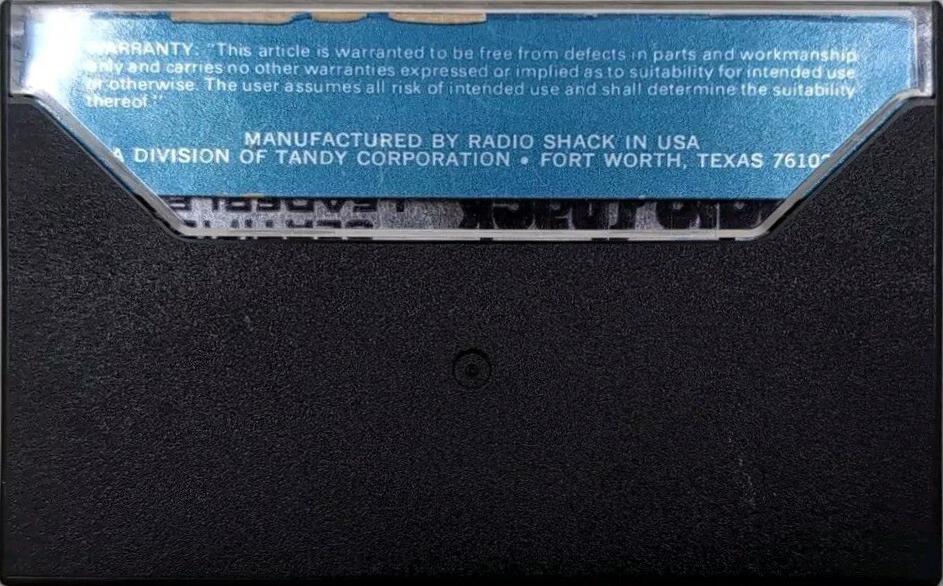 WARRANTY: "This article is warranted to be free from defects in parts and workmanship
only and carries no other warranties expressed or implied as to suitability for intended use
or otherwise. The user assumes all risk of intended use and shall determine the suitability
thereof."
MANUFACTURED BY RADIO SHACK IN USA
A DIVISION OF TANDY CORPORATION • FORT WORTH, TEXAS